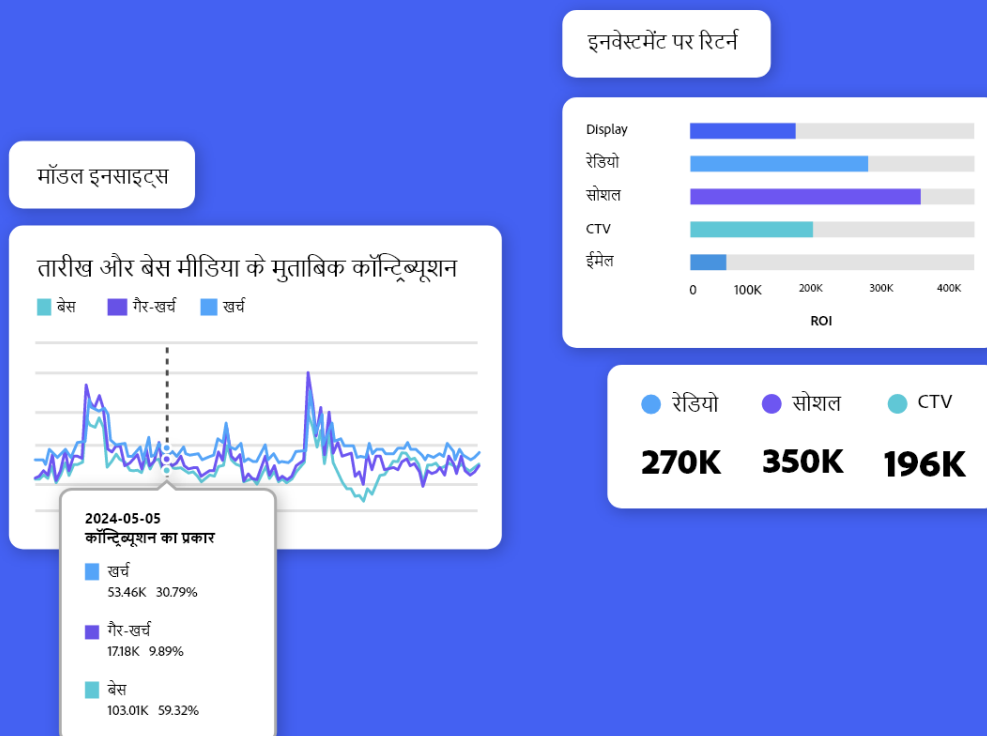 मॉडल इनसाइट्स
तारीख और बेस मीडिया के मुताबिक कॉन्ट्रिब्यूशन
बेस गैर-खर्च खर्च
2024-05-05
कॉन्ट्रिब्यूशन का प्रकार
खर्च
53.46K 30.79%
गैर-खर्च
17.18K 9.89%
बेस
103.01K 59.32%
इनवेस्टमेंट पर रिटर्न
Display
रेडियो
सोशल
CTV
ईमेल
0 100K 200K 300K 400K
ROI
रेडियो सोशल CTV
270K 350K 196K